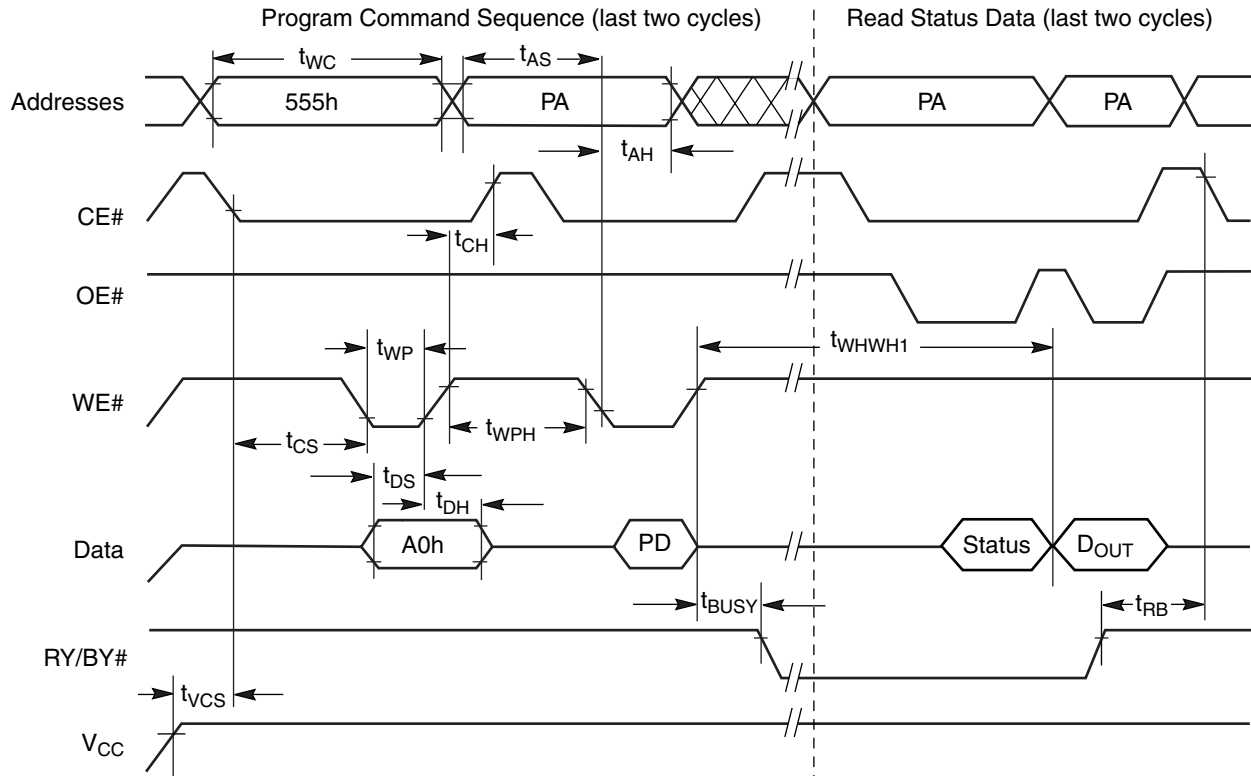 Program Command Sequence (last two cycles)
Read Status Data (last two cycles)
tWC
tAS
Addresses
555h
PA
PA
PA
tAH
CE#
tCH
OE#
tWHWH1
tWP
WE#
tCS
tWPH
tDS
tDH
Data
A0h
PD
Status
DOUT
tBUSY
tRB
RY/BY#
tVCS
VCC